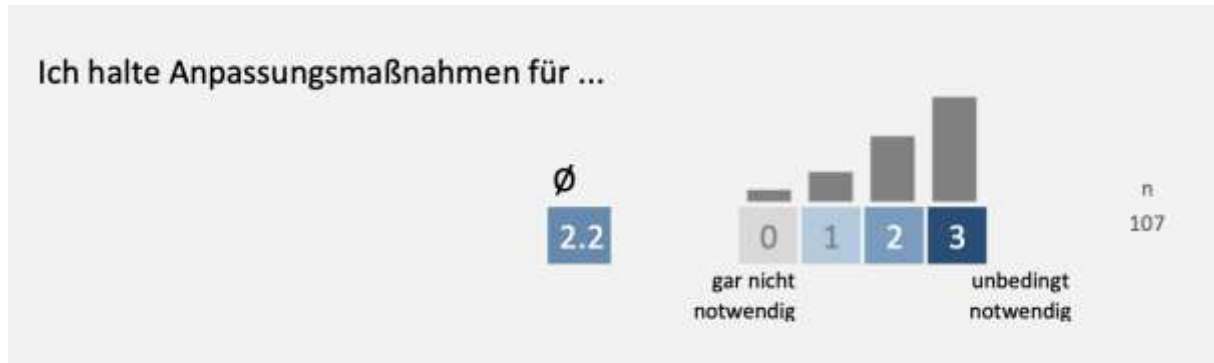 Ich halte Anpassungsmaßnahmen für ...
Ø
2.2 0 1 2 3
n
107
gar nicht
notwendig
unbedingt
notwendig